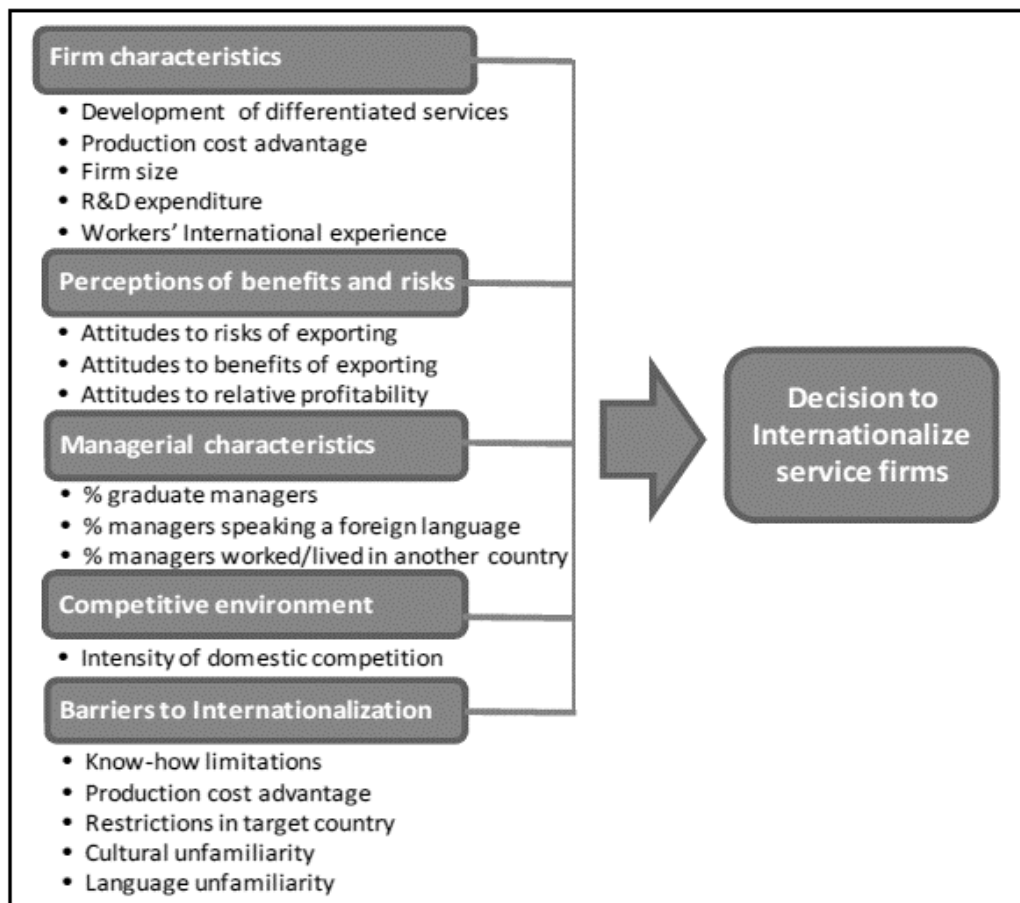 Firm characteristics
• Development of differentiated services
• Production cost advantage
• Firm size
• R&D expenditure
• Workers' International experience
Perceptions of benefits and risks
• Attitudes to risks of exporting
• Attitudes to benefits of exporting
• Attitudes to relative profitability
Managerial characteristics
• % graduate managers
• % managers speaking a foreign language
• % managers worked/lived in another country
Competitive environment
• Intensity of domestic competition
Barriers to Internationalization
• Know-how limitations
• Production cost advantage
• Restrictions in target country
• Cultural unfamiliarity
• Language unfamiliarity
Decision to
Internationalize
service firms